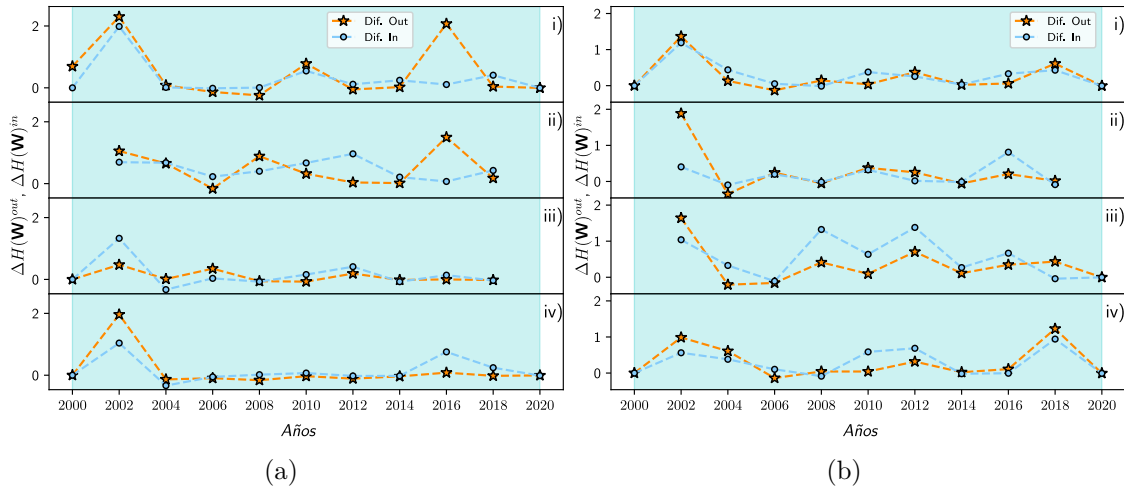 ΔH(W)^{out}, ΔH(W)^{in}
2
0
Dif. Out
Dif. In
i)
2
0
ii)
2
0
iii)
2
0
iv)
2000 2002 2004 2006 2008 2010 2012 2014 2016 2018 2020
Años
(a)
ΔH(W)^{out}, ΔH(W)^{in}
2
1
0
Dif. Out
Dif. In
i)
2
1
0
ii)
2
1
0
iii)
2
1
0
iv)
2000 2002 2004 2006 2008 2010 2012 2014 2016 2018 2020
Años
(b)